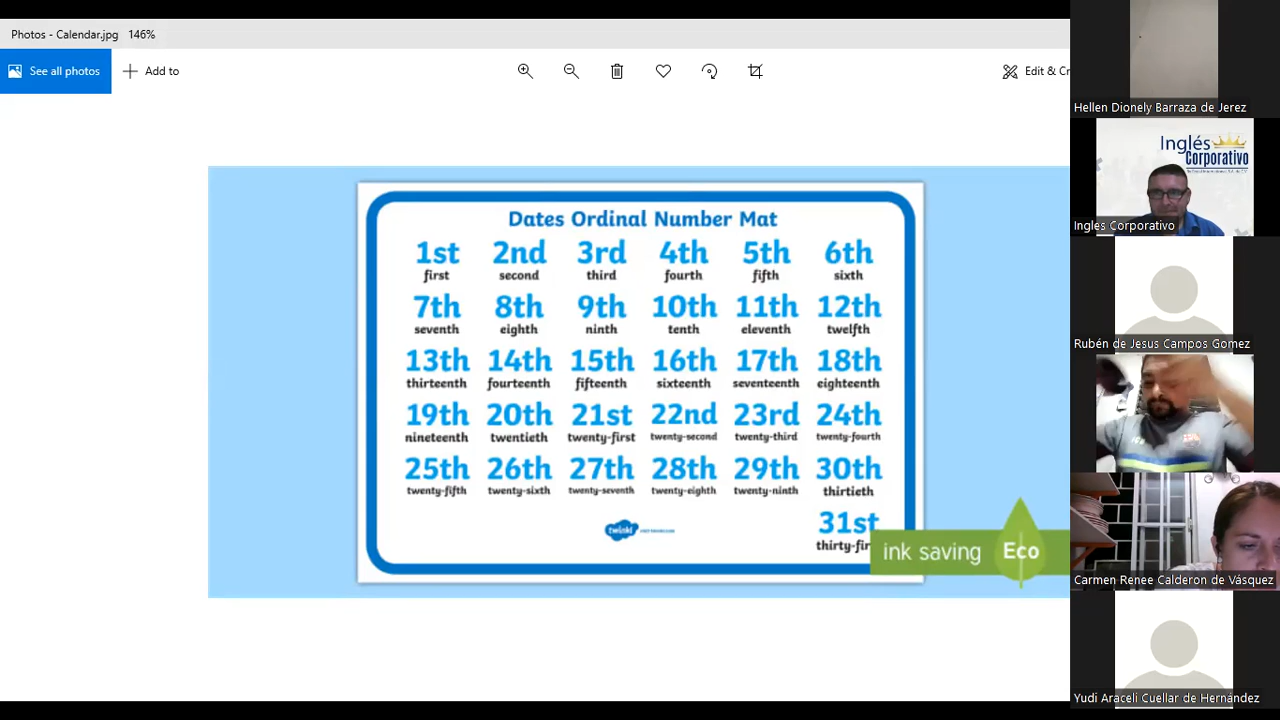 Photos - Calendar.jpg 146%
See all photos
Add to
Edit & Cr
Dates Ordinal Number Mat
1st 2nd 3rd 4th 5th 6th
first second third fourth fifth sixth
7th 8th 9th 10th 11th 12th
seventh eighth ninth tenth eleventh twelfth
13th 14th 15th 16th 17th 18th
thirteenth fourteenth fifteenth sixteenth seventeenth eighteenth
19th 20th 21st 22nd 23rd 24th
nineteenth twentieth twenty-first twenty-second twenty-third twenty-fourth
25th 26th 27th 28th 29th 30th
twenty-fifth twenty-sixth twenty-seventh twenty-eighth twenty-ninth thirtieth
31st
thirty-fir
twinkl
ink saving Eco
Hellen Dionely Barraza de Jerez
Inglés
Corporativo
Ingles Corporativo
Rubén de Jesus Campos Gomez
Carmen Renee Calderon de Vásquez
Yudi Araceli Cuellar de Hernández